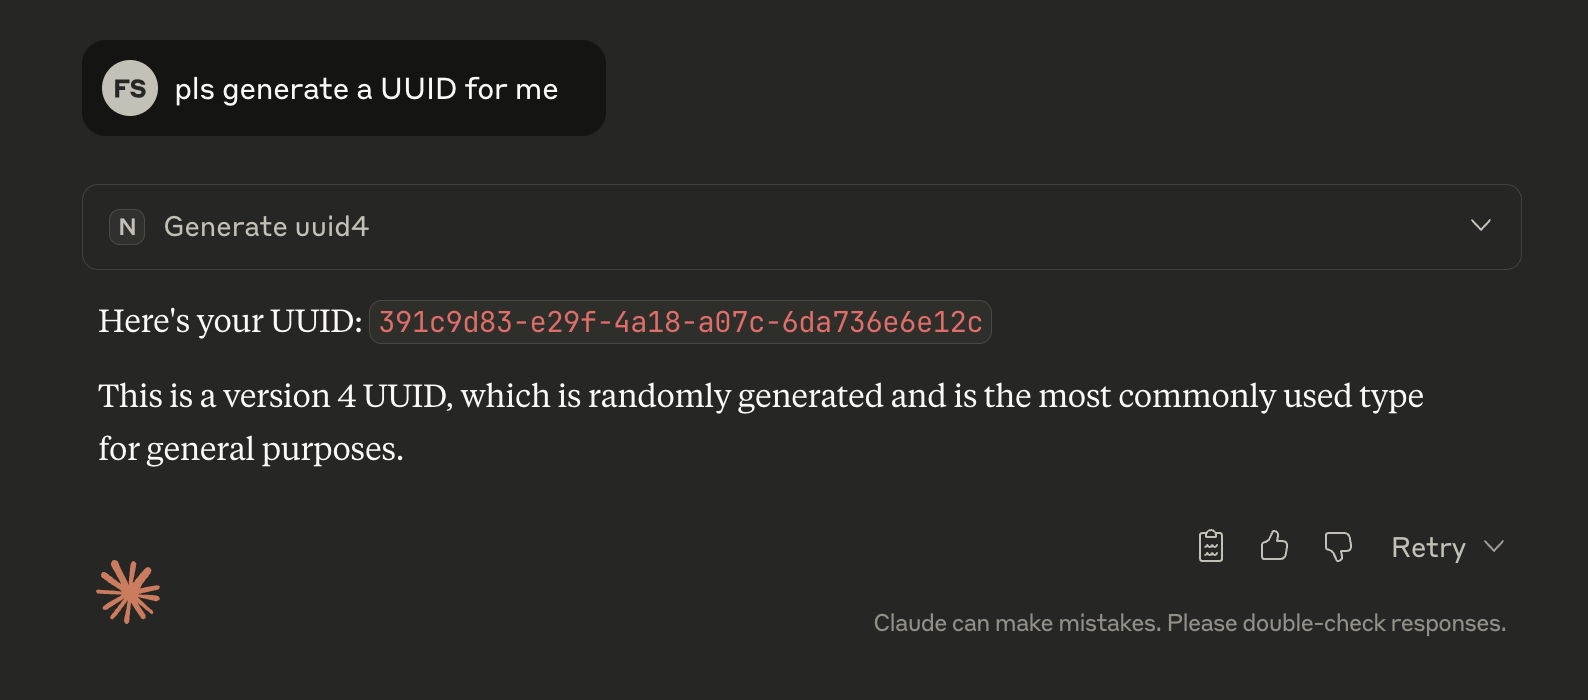 FS pls generate a UUID for me
N Generate uuid4
Here's your UUID: 391c9d83-e29f-4a18-a07c-6da736e6e12c
This is a version 4 UUID, which is randomly generated and is the most commonly used type
for general purposes.
Retry
Claude can make mistakes. Please double-check responses.